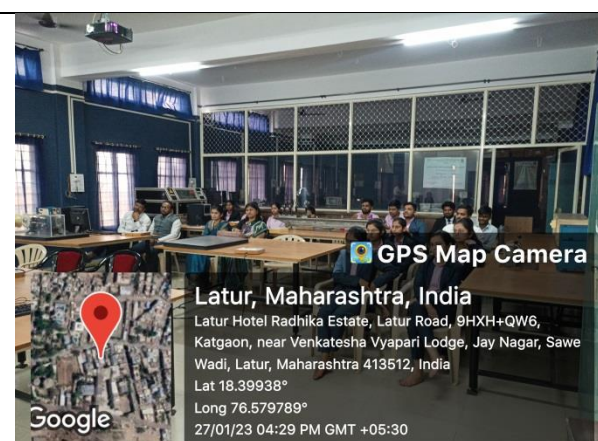 GPS Map Camera
Latur, Maharashtra, India
Latur Hotel Radhika Estate, Latur Road, 9HXH+QW6,
Katgaon, near Venkatesha Vyapari Lodge, Jay Nagar, Sawe
Wadi, Latur, Maharashtra 413512, India
Lat 18.39938°
Long 76.579789°
27/01/23 04:29 PM GMT +05:30
Google